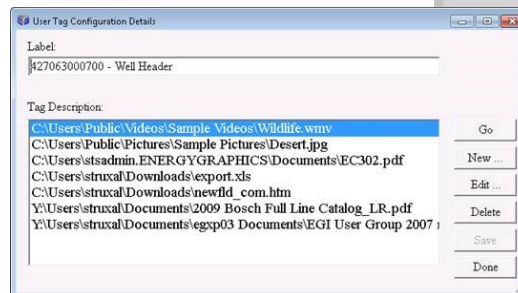 User Tag Configuration Details
Label:
427063000700 - Well Header
Tag Description:
C:\Users\Public\Videos\Sample Videos\Wildlife.wmv
C:\Users\Public\Pictures\Sample Pictures\Desert.jpg
C:\Users\stsadmin.ENERGYGRAPHICS\Documents\EC302.pdf
C:\Users\struxal\Downloads\export.xls
C:\Users\struxal\Downloads\newfld_com.htm
Y:\Users\struxal\Documents\2009 Bosch Full Line Catalog_LR.pdf
Y:\Users\struxal\Documents\egxp03 Documents\EGI User Group 2007
Go
New ...
Edit ...
Delete
Save
Done